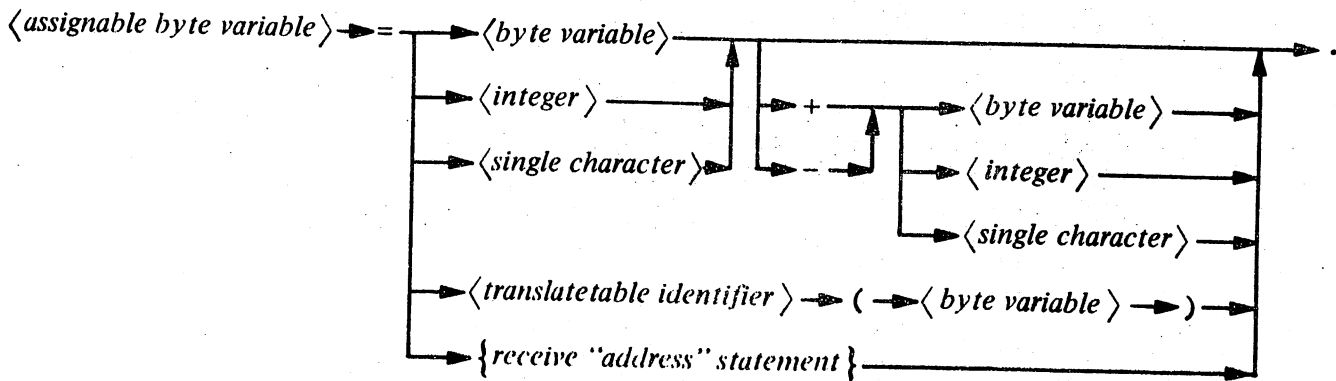 ⟨assignable byte variable⟩ = ⟨byte variable⟩ .
⟨integer⟩ + ⟨byte variable⟩
⟨single character⟩ - ⟨integer⟩
⟨single character⟩
⟨translatetable identifier⟩ ( ⟨byte variable⟩ )
{receive "address" statement}